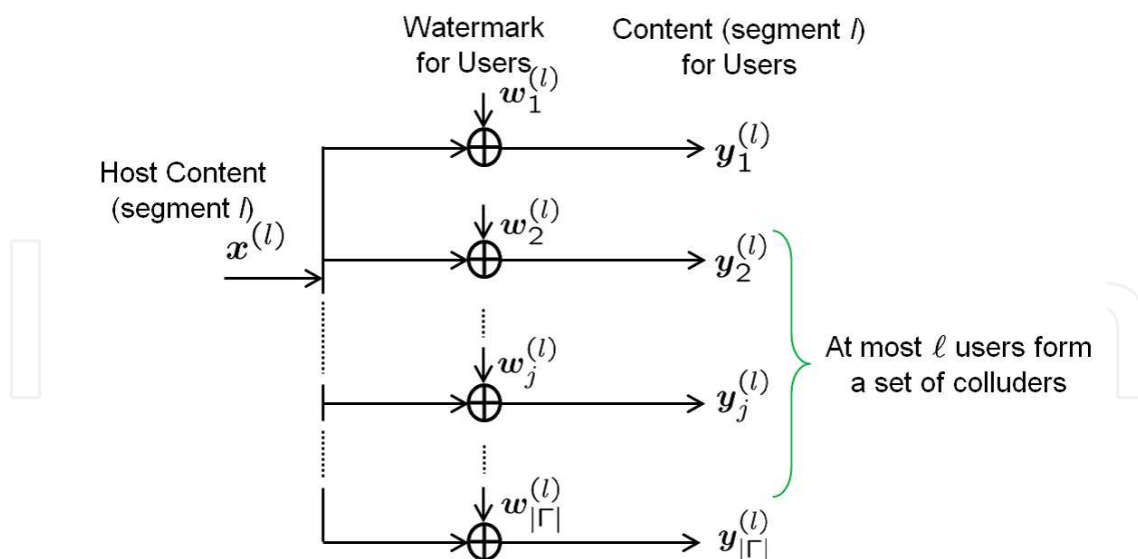 Watermark
for Users
Content (segment l)
for Users
w_1^{(l)}
y_1^{(l)}
Host Content
(segment l)
x^{(l)}
w_2^{(l)}
y_2^{(l)}
w_j^{(l)}
y_j^{(l)}
At most ℓ users form
a set of colluders
w_{|Γ|}^{(l)}
y_{|Γ|}^{(l)}